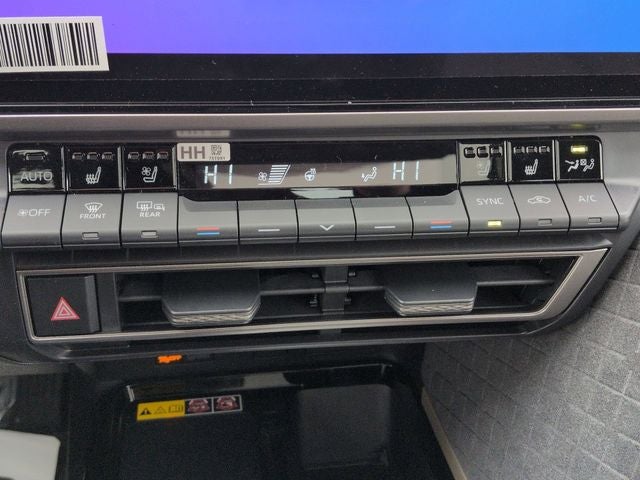 HH
HI
HI
AUTO
OFF
FRONT
REAR
SYNC
A/C